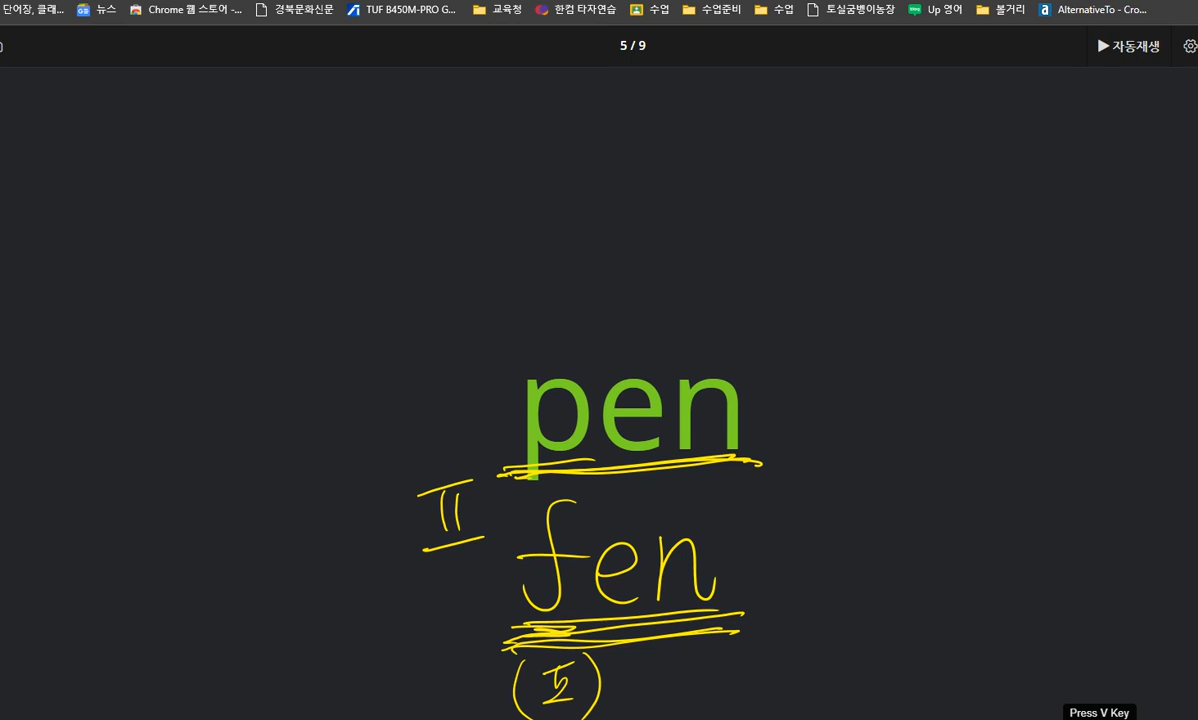 단어장, 클래... 뉴스 Chrome 웹 스토어 -... 경북문화신문 TUF B450M-PRO G... 교육청 한컴 타자연습 수업 수업준비 수업 토실굼벵이농장 Up 영어 볼거리 AlternativeTo - Cro...
5 / 9 ▶ 자동재생
pen
ㅍ
fen
Press V Key